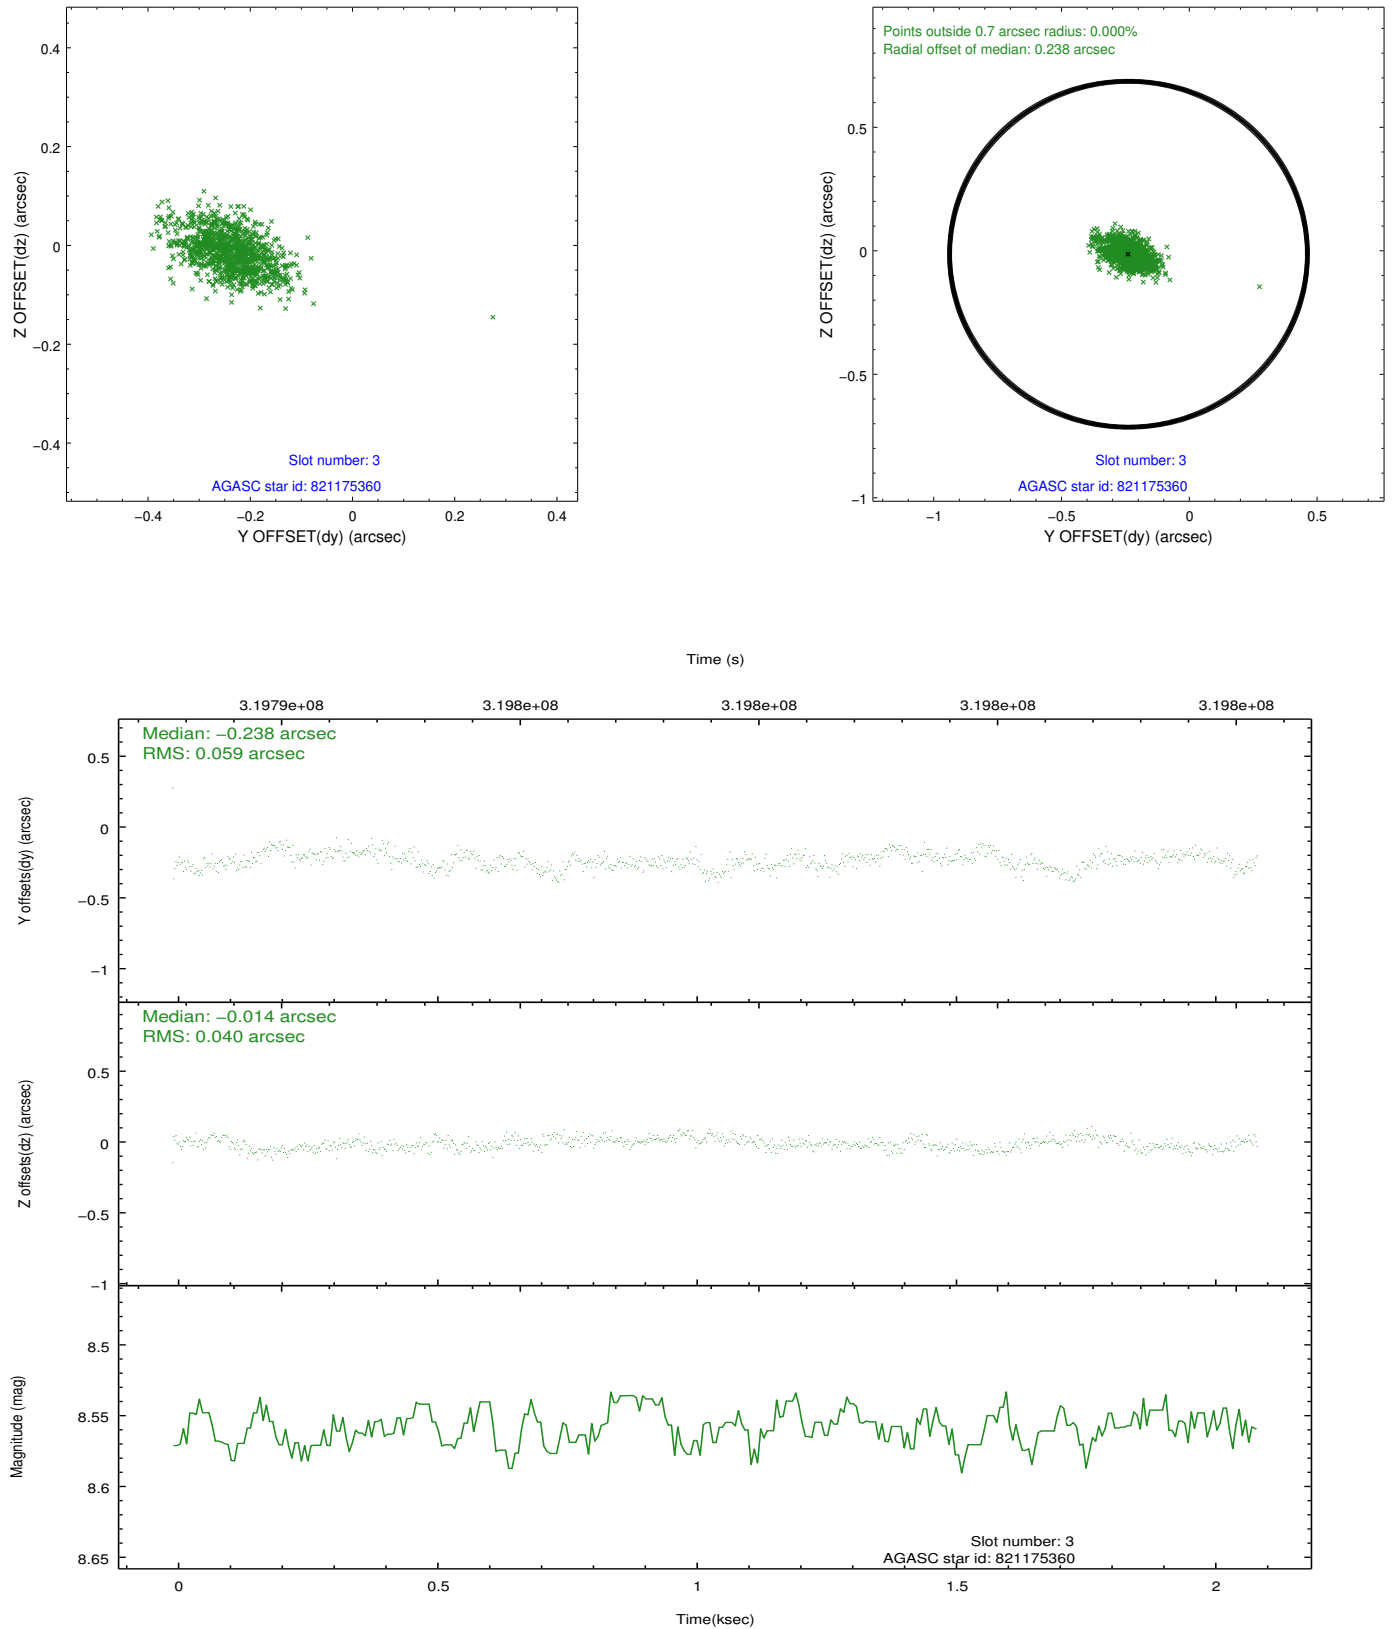 0.4
0.2
0
−0.2
−0.4
Z OFFSET(dz) (arcsec)
Slot number: 3
AGASC star id: 821175360
−0.4
−0.2
0
0.2
0.4
Y OFFSET(dy) (arcsec)
Points outside 0.7 arcsec radius: 0.000%
Radial offset of median: 0.238 arcsec
0.5
0
−0.5
−1
Z OFFSET(dz) (arcsec)
Slot number: 3
AGASC star id: 821175360
−1
−0.5
0
0.5
Y OFFSET(dy) (arcsec)
Time (s)
3.1979e+08
3.198e+08
3.198e+08
3.198e+08
3.198e+08
Median: −0.238 arcsec
RMS: 0.059 arcsec
0.5
0
−0.5
−1
Y offsets(dy) (arcsec)
Median: −0.014 arcsec
RMS: 0.040 arcsec
0.5
0
−0.5
−1
Z offsets(dz) (arcsec)
8.5
8.55
8.6
8.65
Magnitude (mag)
Slot number: 3
AGASC star id: 821175360
0
0.5
1
1.5
2
Time(ksec)